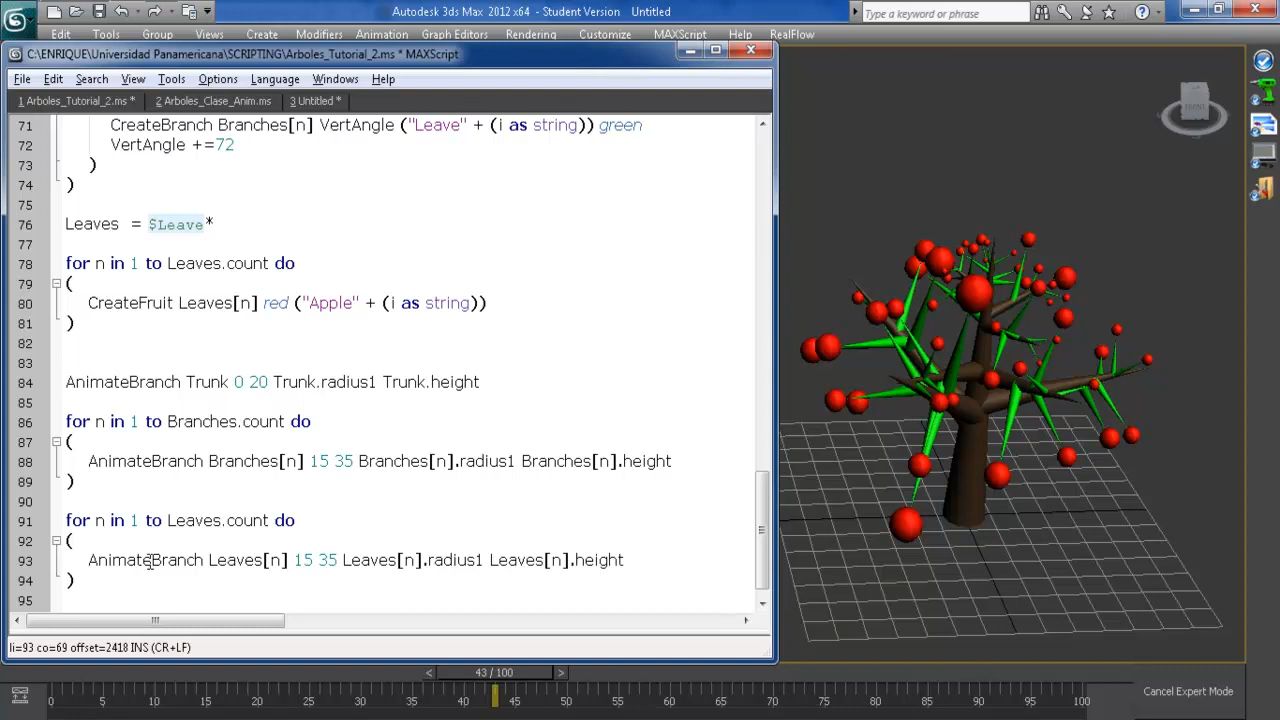 Autodesk 3ds Max 2012 x64 - Student Version Untitled
Type a keyword or phrase
File Edit Tools Group Views Create Modifiers Animation Graph Editors Rendering Customize MAXScript Help RealFlow
C:\ENRIQUE\Universidad Panamericana\SCRIPTING\Arboles_Tutorial_2.ms * MAXScript
File Edit Search View Tools Options Language Windows Help
1 Arboles_Tutorial_2.ms * 2 Arboles_Clase_Anim.ms 3 Untitled *
71 CreateBranch Branches[n] VertAngle ("Leave" + (i as string)) green
72 VertAngle +=72
73 )
74 )
75
76 Leaves = $Leave*
77
78 for n in 1 to Leaves.count do
79 (
80 CreateFruit Leaves[n] red ("Apple" + (i as string))
81 )
82
83
84 AnimateBranch Trunk 0 20 Trunk.radius1 Trunk.height
85
86 for n in 1 to Branches.count do
87 (
88 AnimateBranch Branches[n] 15 35 Branches[n].radius1 Branches[n].height
89 )
90
91 for n in 1 to Leaves.count do
92 (
93 AnimateBranch Leaves[n] 15 35 Leaves[n].radius1 Leaves[n].height
94 )
95
li=93 co=69 offset=2418 INS (CR+LF)
FRONT
43 / 100
0 5 10 15 20 25 30 35 40 45 50 55 60 65 70 75 80 85 90 95 100
Cancel Expert Mode